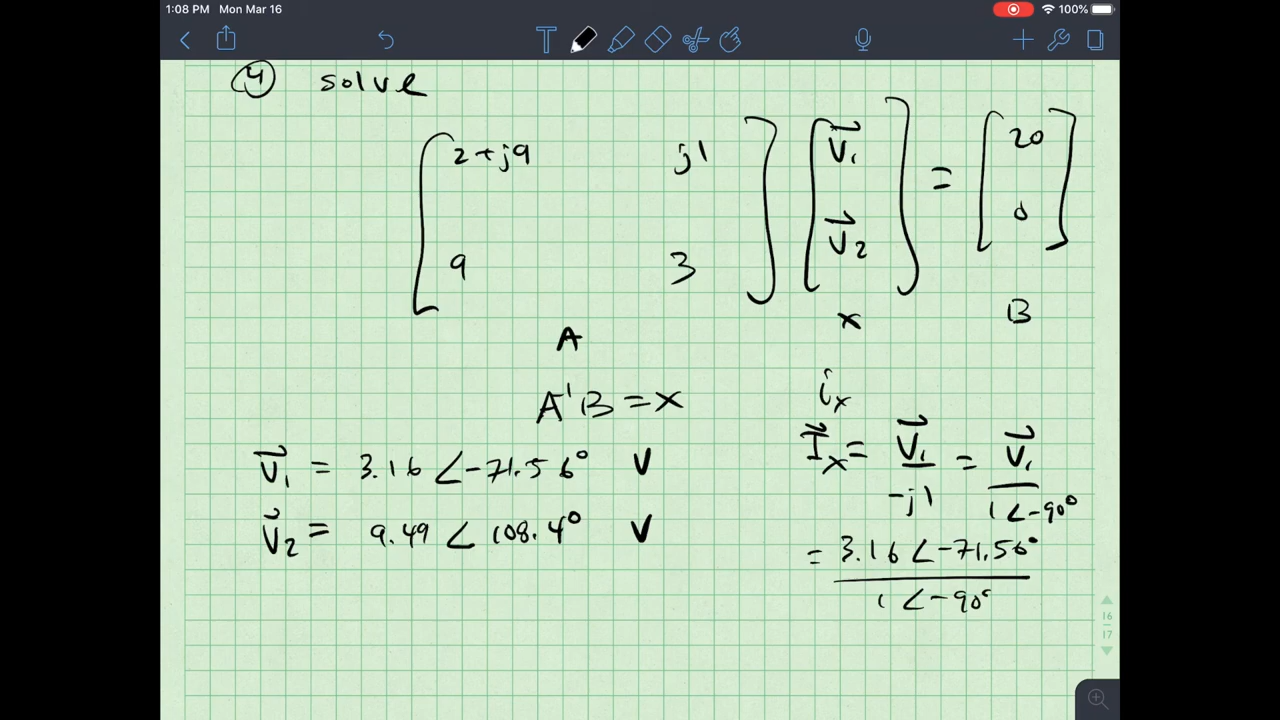 1:08 PM Mon Mar 16
100%
T
4 solve
2+j9 j1 V₁ = 20
9 3 V₂ 0
A x B
A⁻¹B = x
iₓ
V₁ = 3.16 ∠-71.56° V
V₂ = 9.49 ∠ 108.4° V
Iₓ = V₁ / -j1 = V₁ / 1∠-90°
= 3.16 ∠-71.56° / 1 ∠-90°
16
17